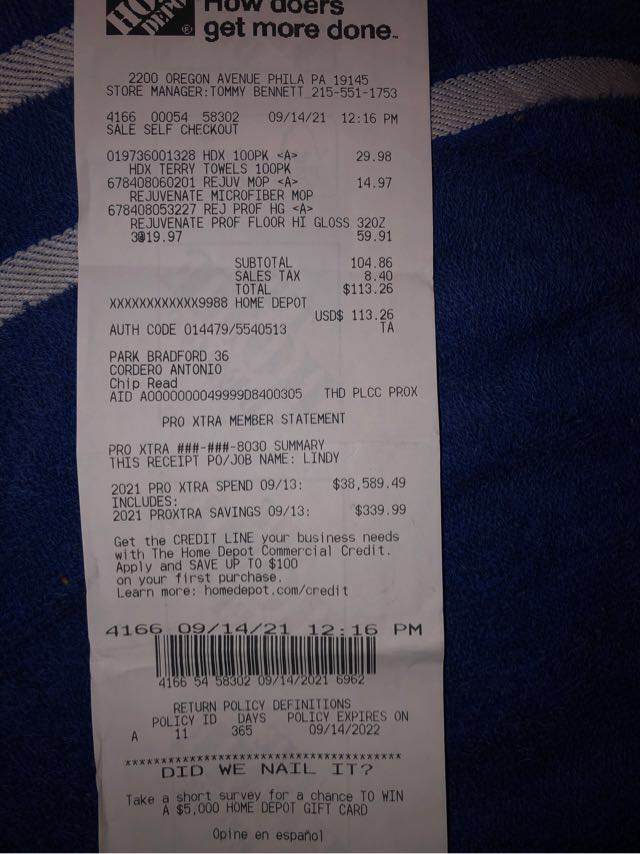 How doers
get more done.
2200 OREGON AVENUE PHILA PA 19145
STORE MANAGER:TOMMY BENNETT 215-551-1753
4166 00054 58302 09/14/21 12:16 PM
SALE SELF CHECKOUT
019736001328 HDX 100PK <A> 29.98
HDX TERRY TOWELS 100PK
678408060201 REJUV MOP <A> 14.97
REJUVENATE MICROFIBER MOP
678408053227 REJ PROF HG <A>
REJUVENATE PROF FLOOR HI GLOSS 32OZ
3@19.97 59.91
SUBTOTAL 104.86
SALES TAX 8.40
TOTAL $113.26
XXXXXXXXXXXX9988 HOME DEPOT
USD$ 113.26
AUTH CODE 014479/5540513 TA
PARK BRADFORD 36
CORDERO ANTONIO
Chip Read
AID A0000000049999D8400305 THD PLCC PROX
PRO XTRA MEMBER STATEMENT
PRO XTRA ###-###-8030 SUMMARY
THIS RECEIPT PO/JOB NAME: LINDY
2021 PRO XTRA SPEND 09/13: $38,589.49
INCLUDES:
2021 PROXTRA SAVINGS 09/13: $339.99
Get the CREDIT LINE your business needs
with The Home Depot Commercial Credit.
Apply and SAVE UP TO $100
on your first purchase.
Learn more: homedepot.com/credit
4166 09/14/21 12:16 PM
4166 54 58302 09/14/2021 6962
RETURN POLICY DEFINITIONS
POLICY ID DAYS POLICY EXPIRES ON
A 11 365 09/14/2022
****************************************
DID WE NAIL IT?
Take a short survey for a chance TO WIN
A $5,000 HOME DEPOT GIFT CARD
Opine en español